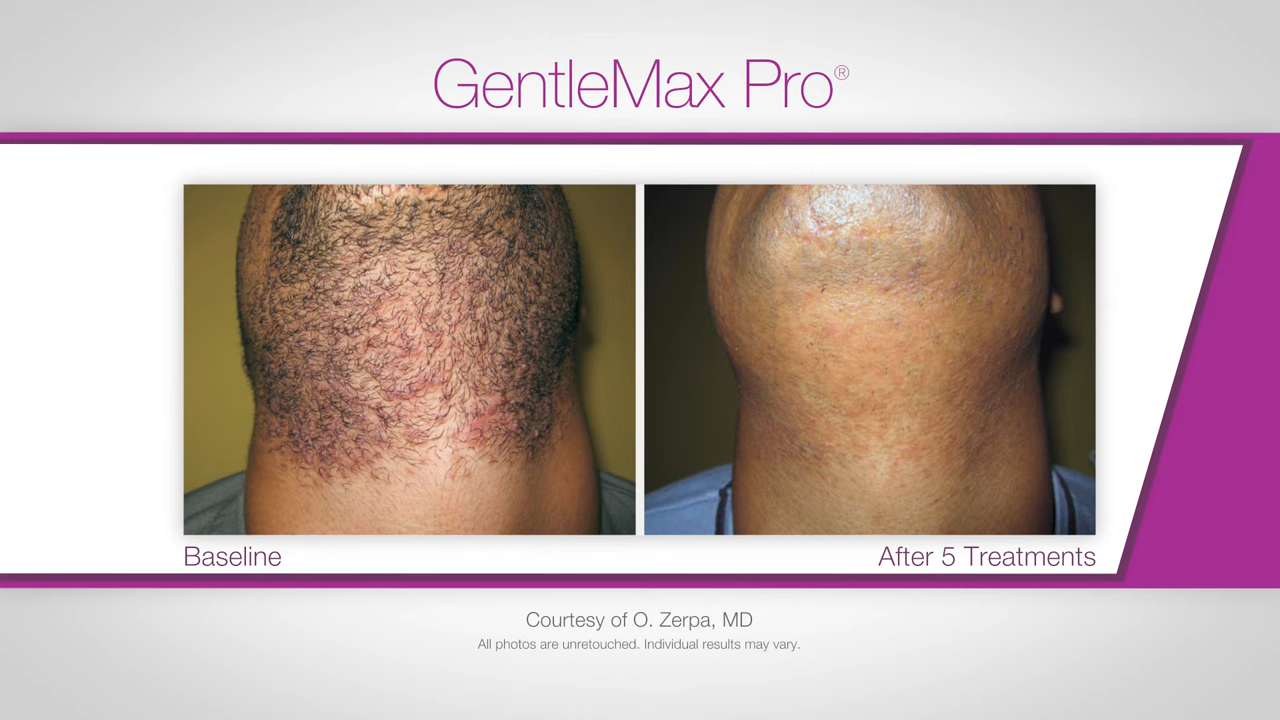 GentleMax Pro®
Baseline
After 5 Treatments
Courtesy of O. Zerpa, MD
All photos are unretouched. Individual results may vary.